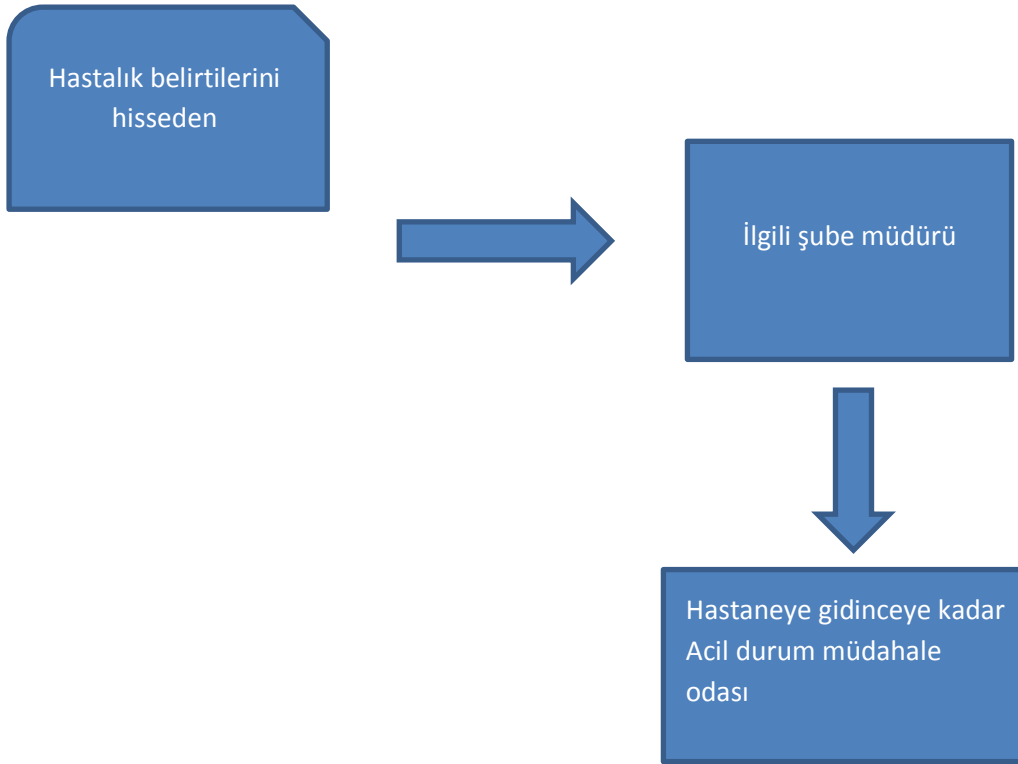 Hastalık belirtilerini
hisseden
İlgili şube müdürü
Hastaneye gidinceye kadar
Acil durum müdahale
odası